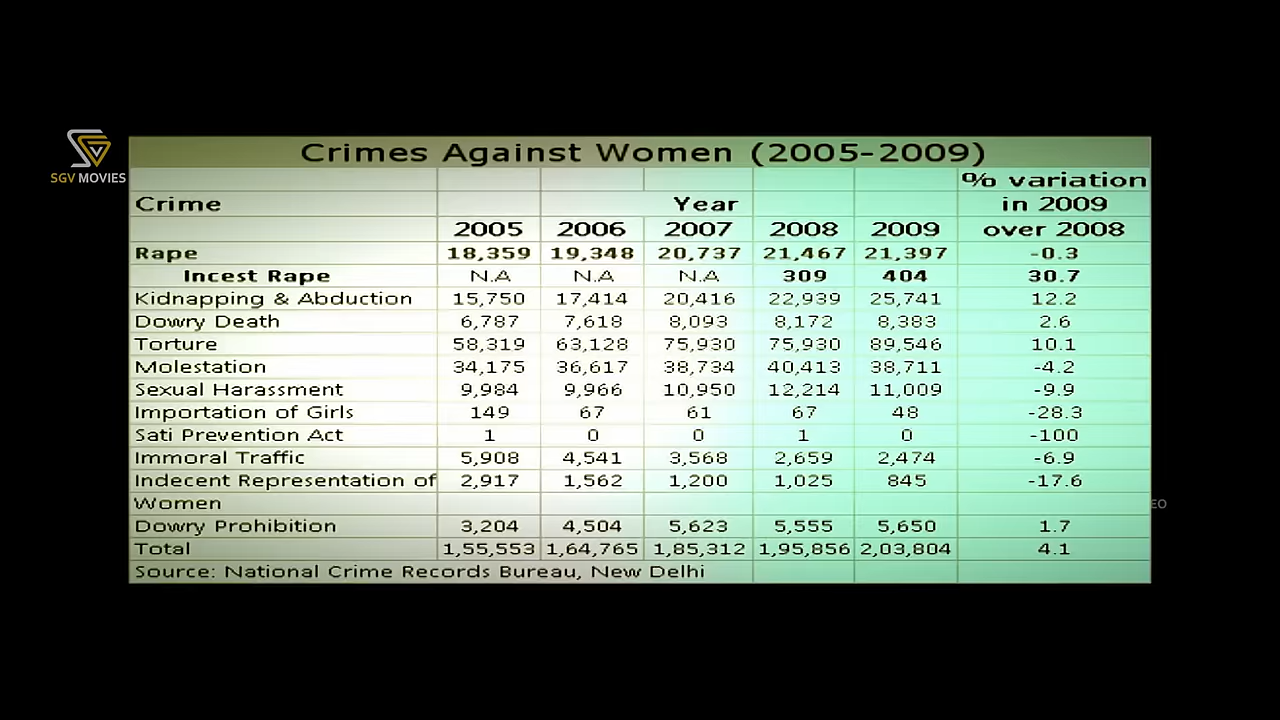 Crimes Against Women (2005-2009)
% variation
Crime Year in 2009
2005 2006 2007 2008 2009 over 2008
Rape 18,359 19,348 20,737 21,467 21,397 -0.3
Incest Rape N.A N.A N.A 309 404 30.7
Kidnapping & Abduction 15,750 17,414 20,416 22,939 25,741 12.2
Dowry Death 6,787 7,618 8,093 8,172 8,383 2.6
Torture 58,319 63,128 75,930 75,930 89,546 10.1
Molestation 34,175 36,617 38,734 40,413 38,711 -4.2
Sexual Harassment 9,984 9,966 10,950 12,214 11,009 -9.9
Importation of Girls 149 67 61 67 48 -28.3
Sati Prevention Act 1 0 0 1 0 -100
Immoral Traffic 5,908 4,541 3,568 2,659 2,474 -6.9
Indecent Representation of 2,917 1,562 1,200 1,025 845 -17.6
Women
Dowry Prohibition 3,204 4,504 5,623 5,555 5,650 1.7
Total 1,55,553 1,64,765 1,85,312 1,95,856 2,03,804 4.1
Source: National Crime Records Bureau, New Delhi
SGV MOVIES